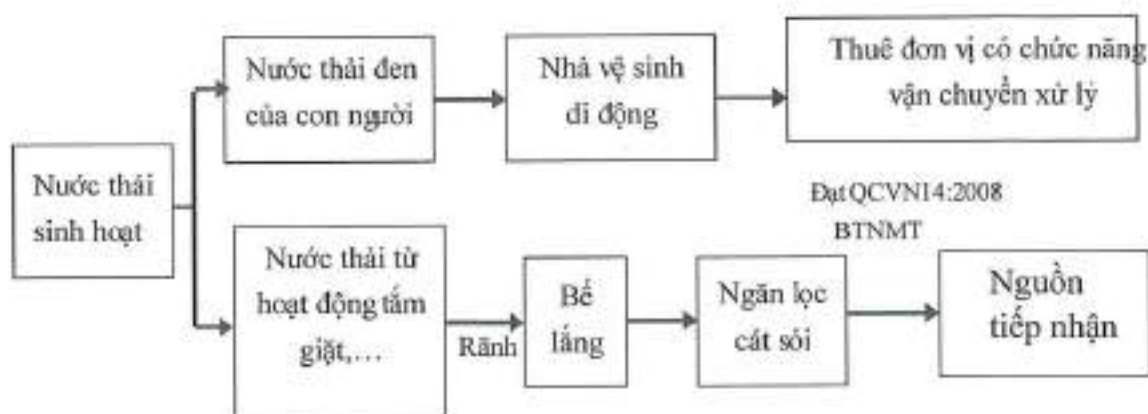 Nước thải
sinh hoạt
Nước thải đen
của con người
Nhà vệ sinh
di động
Thuê đơn vị có chức năng
vận chuyển xử lý
Nước thải từ
hoạt động tắm
giặt,...
Rãnh
Bể
lắng
Ngăn lọc
cát sỏi
Đạt QCVN14:2008
BTNMT
Nguồn
tiếp nhận